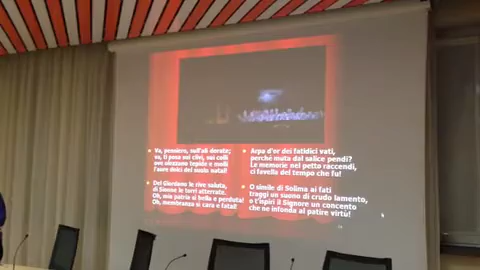 Va, pensiero, sull'ali dorate;
va, ti posa sui clivi, sui colli
ove olezzano tepide e molli
l'aure dolci del suolo natal!
Del Giordano le rive saluta,
di Sionne le torri atterrate.
Oh, mia patria sì bella e perduta!
Oh, membranza sì cara e fatal!
Arpa d'or dei fatidici vati,
perché muta dal salice pendi?
Le memorie nel petto raccendi,
ci favella del tempo che fu!
O simile di Solima ai fati
traggi un suono di crudo lamento,
o t'ispiri il Signore un concento
che ne infonda al patire virtù!